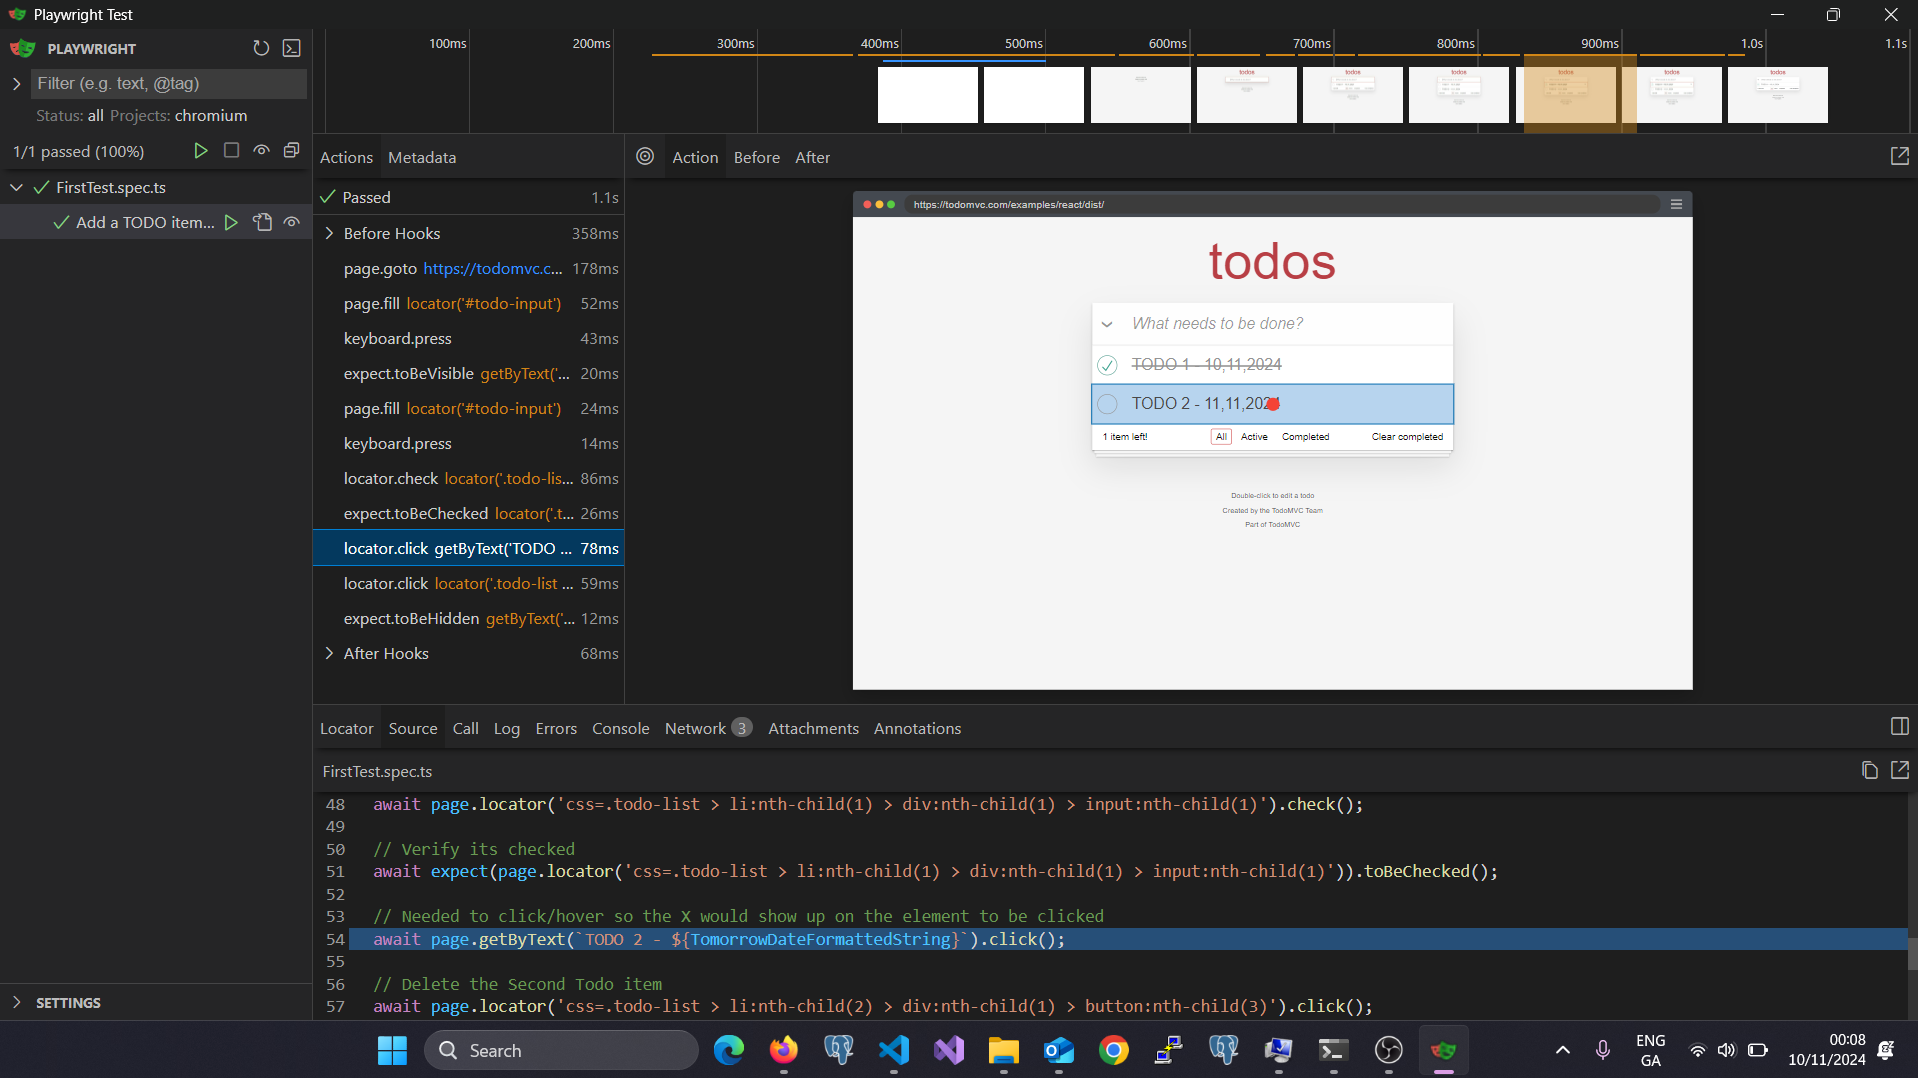 Playwright Test
PLAYWRIGHT
Filter (e.g. text, @tag)
Status: all Projects: chromium
1/1 passed (100%)
FirstTest.spec.ts
Add a TODO item...
SETTINGS
100ms
200ms
300ms
400ms
500ms
600ms
700ms
800ms
900ms
1.0s
1.1s
todos
todos
todos
todos
todos
todos
Actions Metadata
Passed 1.1s
Before Hooks 358ms
page.goto https://todomvc.c... 178ms
page.fill locator('#todo-input') 52ms
keyboard.press 43ms
expect.toBeVisible getByText('... 20ms
page.fill locator('#todo-input') 24ms
keyboard.press 14ms
locator.check locator('.todo-lis... 86ms
expect.toBeChecked locator('.t... 26ms
locator.click getByText('TODO ... 78ms
locator.click locator('.todo-list ... 59ms
expect.toBeHidden getByText('... 12ms
After Hooks 68ms
Action Before After
https://todomvc.com/examples/react/dist/
todos
What needs to be done?
TODO 1 - 10,11,2024
TODO 2 - 11,11,2024
1 item left!
All Active Completed
Clear completed
Double-click to edit a todo
Created by the TodoMVC Team
Part of TodoMVC
Locator Source Call Log Errors Console Network 3 Attachments Annotations
FirstTest.spec.ts
48 await page.locator('css=.todo-list > li:nth-child(1) > div:nth-child(1) > input:nth-child(1)').check();
49
50 // Verify its checked
51 await expect(page.locator('css=.todo-list > li:nth-child(1) > div:nth-child(1) > input:nth-child(1)')).toBeChecked();
52
53 // Needed to click/hover so the X would show up on the element to be clicked
54 await page.getByText(`TODO 2 - ${TomorrowDateFormattedString}`).click();
55
56 // Delete the Second Todo item
57 await page.locator('css=.todo-list > li:nth-child(2) > div:nth-child(1) > button:nth-child(3)').click();
Search
ENG
GA
00:08
10/11/2024